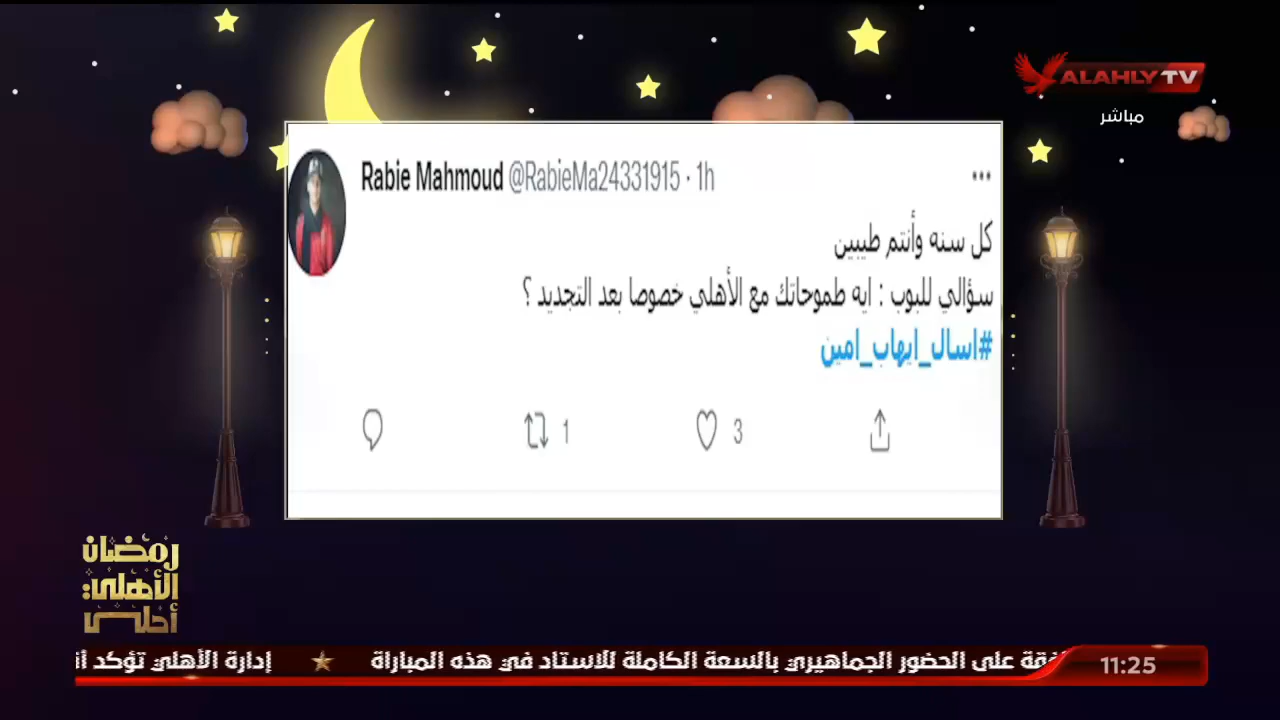 ALAHLY TV
مباشر
Rabie Mahmoud @RabieMa24331915 · 1h
كل سنه وأنتم طيبين
سؤالي للبوب : ايه طموحاتك مع الأهلي خصوصا بعد التجديد ؟
#اسال_ايهاب_امين
1
3
رمضان
الأهلي
أحلى
على الحضور الجماهيري بالسعة الكاملة للاستاد في هذه المباراة
إدارة الأهلي تؤكد
11:25